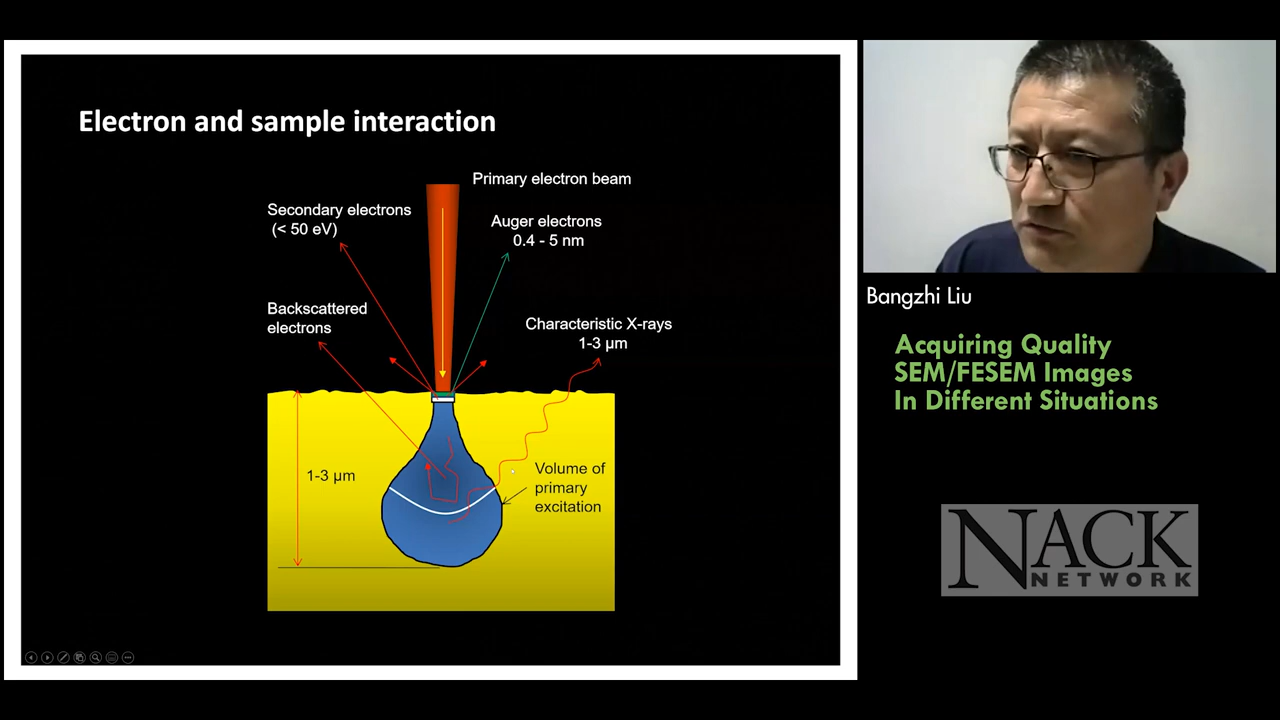 Electron and sample interaction
Primary electron beam
Secondary electrons
(< 50 eV)
Auger electrons
0.4 - 5 nm
Backscattered
electrons
Characteristic X-rays
1-3 µm
1-3 µm
Volume of
primary
excitation
Bangzhi Liu
Acquiring Quality
SEM/FESEM Images
In Different Situations
NACK
NETWORK